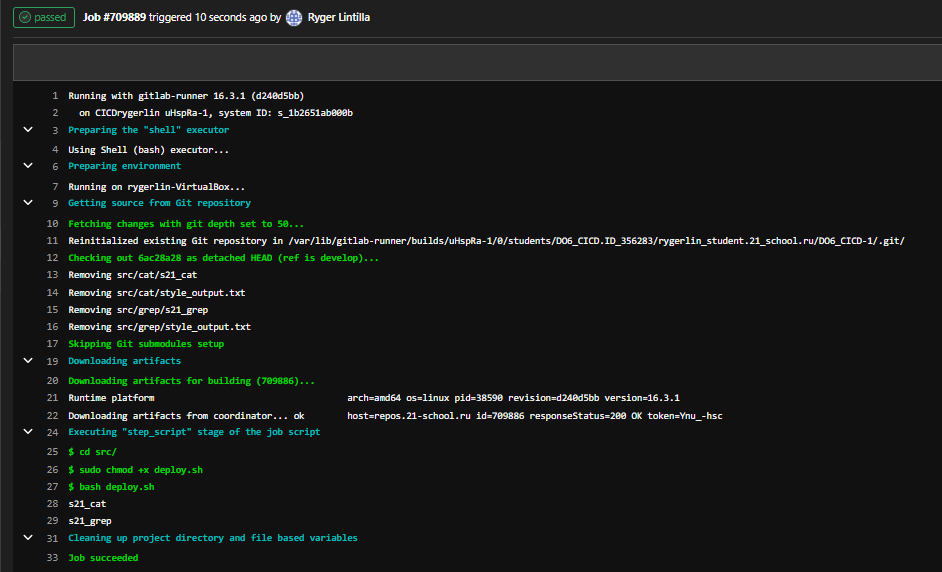 passed Job #709889 triggered 10 seconds ago by Ryger Lintilla
1 Running with gitlab-runner 16.3.1 (d240d5bb)
2 on CICDrygerlin uHspRa-1, system ID: s_1b2651ab000b
3 Preparing the "shell" executor
4 Using Shell (bash) executor...
6 Preparing environment
7 Running on rygerlin-VirtualBox...
9 Getting source from Git repository
10 Fetching changes with git depth set to 50...
11 Reinitialized existing Git repository in /var/lib/gitlab-runner/builds/uHspRa-1/0/students/DO6_CICD.ID_356283/rygerlin_student.21_school.ru/DO6_CICD-1/.git/
12 Checking out 6ac28a28 as detached HEAD (ref is develop)...
13 Removing src/cat/s21_cat
14 Removing src/cat/style_output.txt
15 Removing src/grep/s21_grep
16 Removing src/grep/style_output.txt
17 Skipping Git submodules setup
19 Downloading artifacts
20 Downloading artifacts for building (709886)...
21 Runtime platform arch=amd64 os=linux pid=38590 revision=d240d5bb version=16.3.1
22 Downloading artifacts from coordinator... ok host=repos.21-school.ru id=709886 responseStatus=200 OK token=Ynu_-hsc
24 Executing "step_script" stage of the job script
25 $ cd src/
26 $ sudo chmod +x deploy.sh
27 $ bash deploy.sh
28 s21_cat
29 s21_grep
31 Cleaning up project directory and file based variables
33 Job succeeded